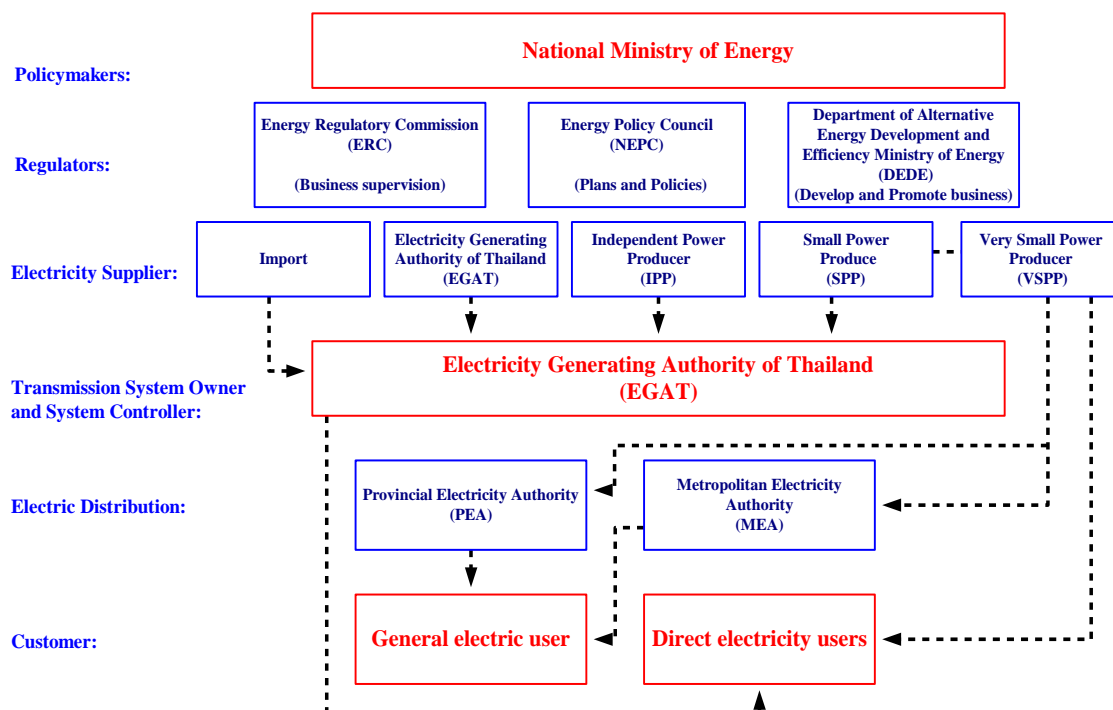 National Ministry of Energy
Policymakers:
Energy Regulatory Commission
(ERC)
(Business supervision)
Energy Policy Council
(NEPC)
(Plans and Policies)
Department of Alternative
Energy Development and
Efficiency Ministry of Energy
(DEDE)
(Develop and Promote business)
Regulators:
Import
Electricity Generating
Authority of Thailand
(EGAT)
Independent Power
Producer
(IPP)
Small Power
Produce
(SPP)
Very Small Power
Producer
(VSPP)
Electricity Supplier:
Electricity Generating Authority of Thailand
(EGAT)
Transmission System Owner
and System Controller:
Provincial Electricity Authority
(PEA)
Metropolitan Electricity
Authority
(MEA)
Electric Distribution:
General electric user
Direct electricity users
Customer: